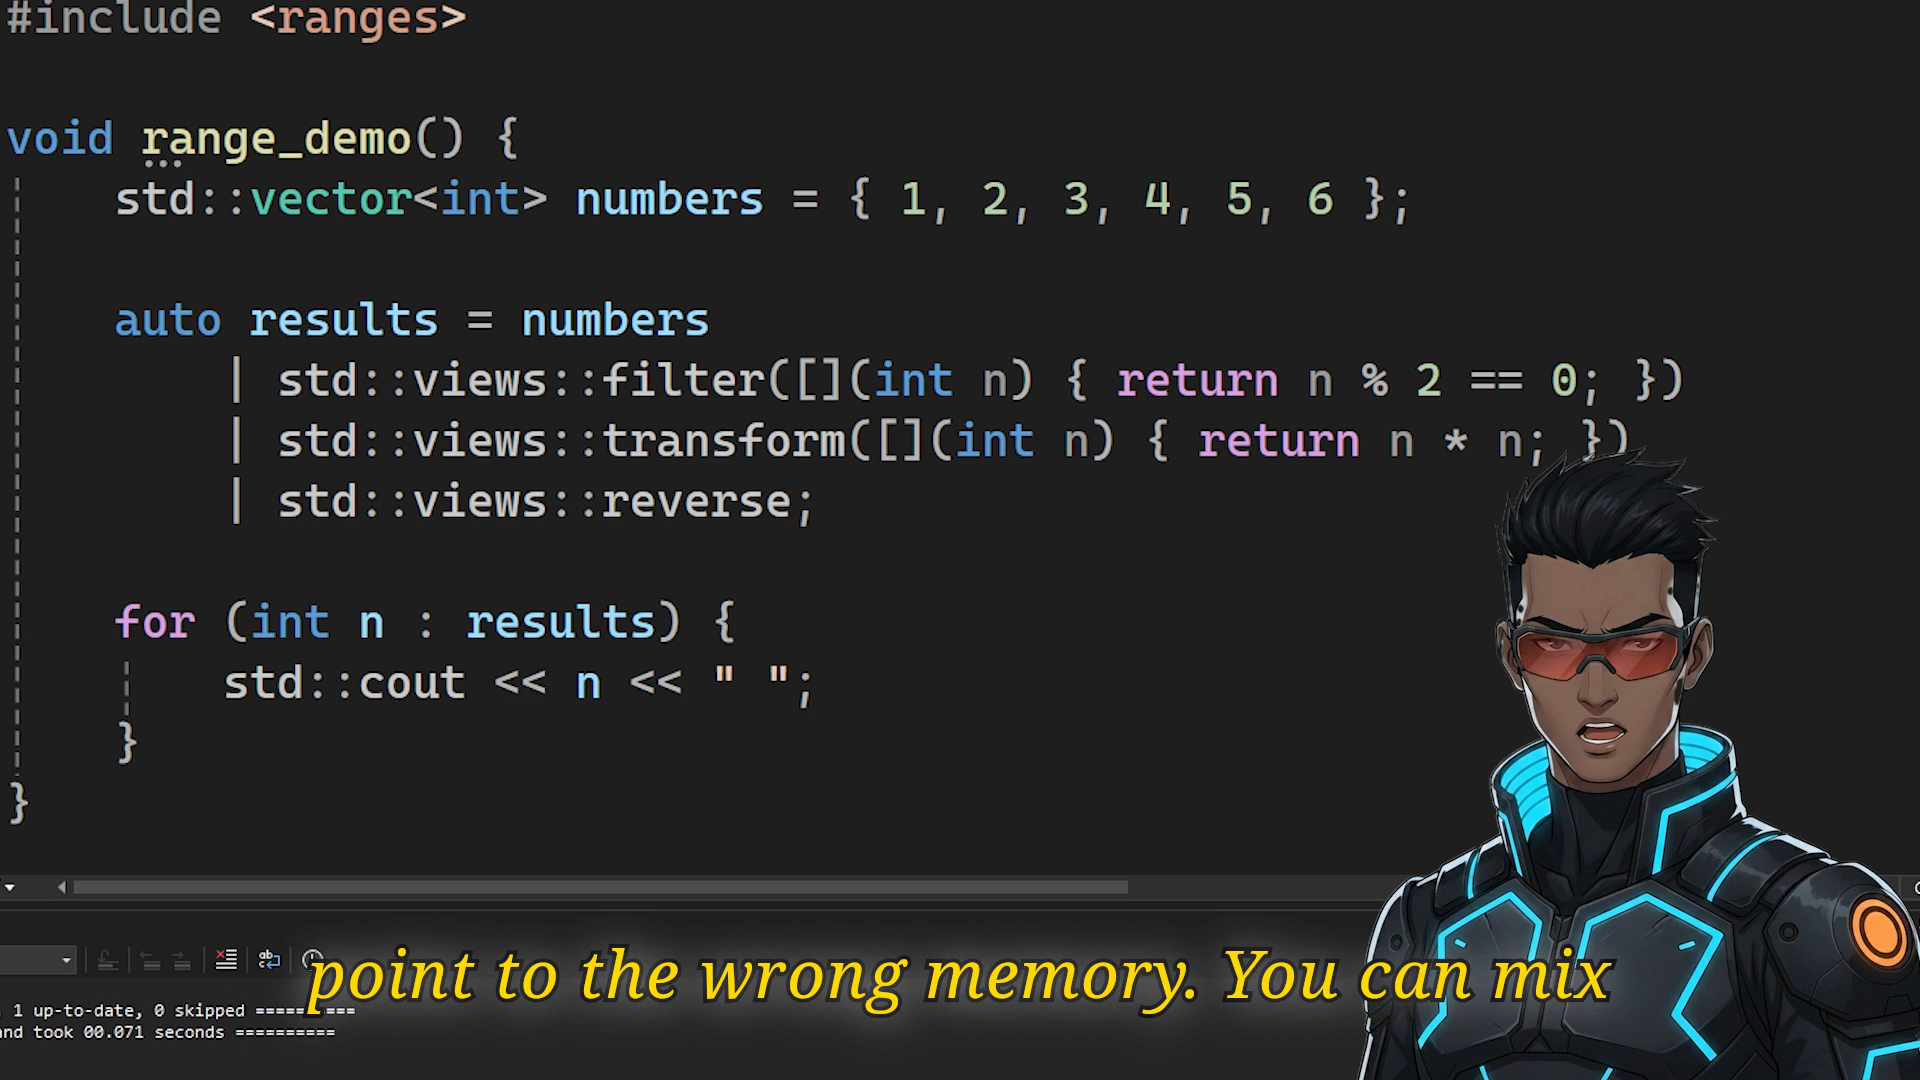 #include <ranges>
void range_demo() {
std::vector<int> numbers = { 1, 2, 3, 4, 5, 6 };
auto results = numbers
| std::views::filter([](int n) { return n % 2 == 0; })
| std::views::transform([](int n) { return n * n; })
| std::views::reverse;
for (int n : results) {
std::cout << n << " ";
}
}
point to the wrong memory. You can mix
, 1 up-to-date, 0 skipped ==========
and took 00.071 seconds ==========